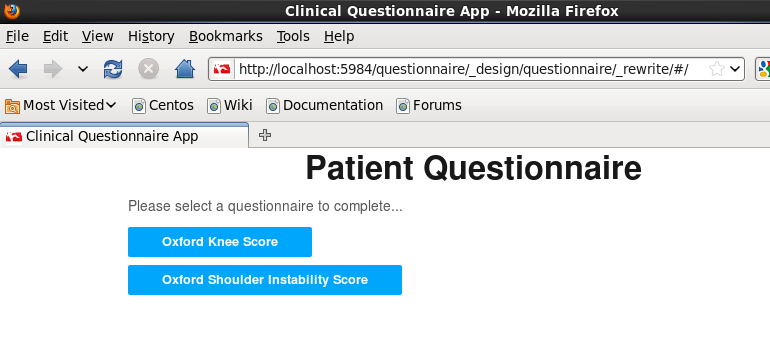 Clinical Questionnaire App - Mozilla Firefox
File Edit View History Bookmarks Tools Help
http://localhost:5984/questionnaire/_design/questionnaire/_rewrite/#/
Most Visited Centos Wiki Documentation Forums
Clinical Questionnaire App
Patient Questionnaire
Please select a questionnaire to complete...
Oxford Knee Score
Oxford Shoulder Instability Score